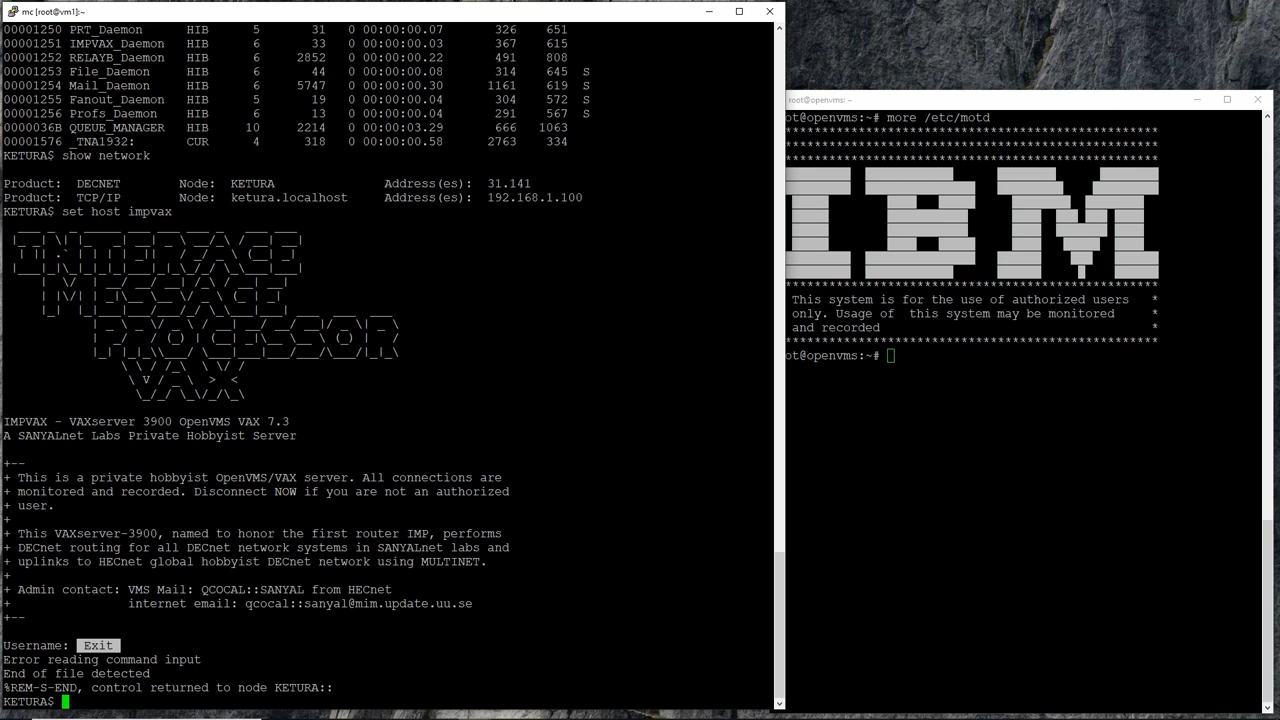 mc [root@vm1]:~
00001250 PRT_Daemon HIB 5 31 0 00:00:00.07 326 651
00001251 IMPVAX_Daemon HIB 6 33 0 00:00:00.03 367 615
00001252 RELAYB_Daemon HIB 6 2852 0 00:00:00.22 491 808
00001253 File_Daemon HIB 6 44 0 00:00:00.08 314 645 S
00001254 Mail_Daemon HIB 6 5747 0 00:00:00.30 1161 619 S
00001255 Fanout_Daemon HIB 5 19 0 00:00:00.04 304 572 S
00001256 Profs_Daemon HIB 6 13 0 00:00:00.04 291 567 S
0000036B QUEUE_MANAGER HIB 10 2214 0 00:00:03.29 666 1063
00001576 _TNA1932: CUR 4 318 0 00:00:00.58 2763 334
KETURA$ show network
Product: DECNET Node: KETURA Address(es): 31.141
Product: TCP/IP Node: ketura.localhost Address(es): 192.168.1.100
KETURA$ set host impvax
INTERFACE
MESSAGE
PROCESSOR
VAX
IMPVAX - VAXserver 3900 OpenVMS VAX 7.3
A SANYALnet Labs Private Hobbyist Server
+--
+ This is a private hobbyist OpenVMS/VAX server. All connections are
+ monitored and recorded. Disconnect NOW if you are not an authorized
+ user.
+
+ This VAXserver-3900, named to honor the first router IMP, performs
+ DECnet routing for all DECnet network systems in SANYALnet labs and
+ uplinks to HECnet global hobbyist DECnet network using MULTINET.
+
+ Admin contact: VMS Mail: QCOCAL::SANYAL from HECnet
+ internet email: qcocal::sanyal@mim.update.uu.se
+--
Username: Exit
Error reading command input
End of file detected
%REM-S-END, control returned to node KETURA::
KETURA$
root@openvms: ~
ot@openvms:~# more /etc/motd
*****************************************************
*****************************************************
*****************************************************
IBM
*****************************************************
This system is for the use of authorized users *
only. Usage of this system may be monitored *
and recorded *
*****************************************************
ot@openvms:~#